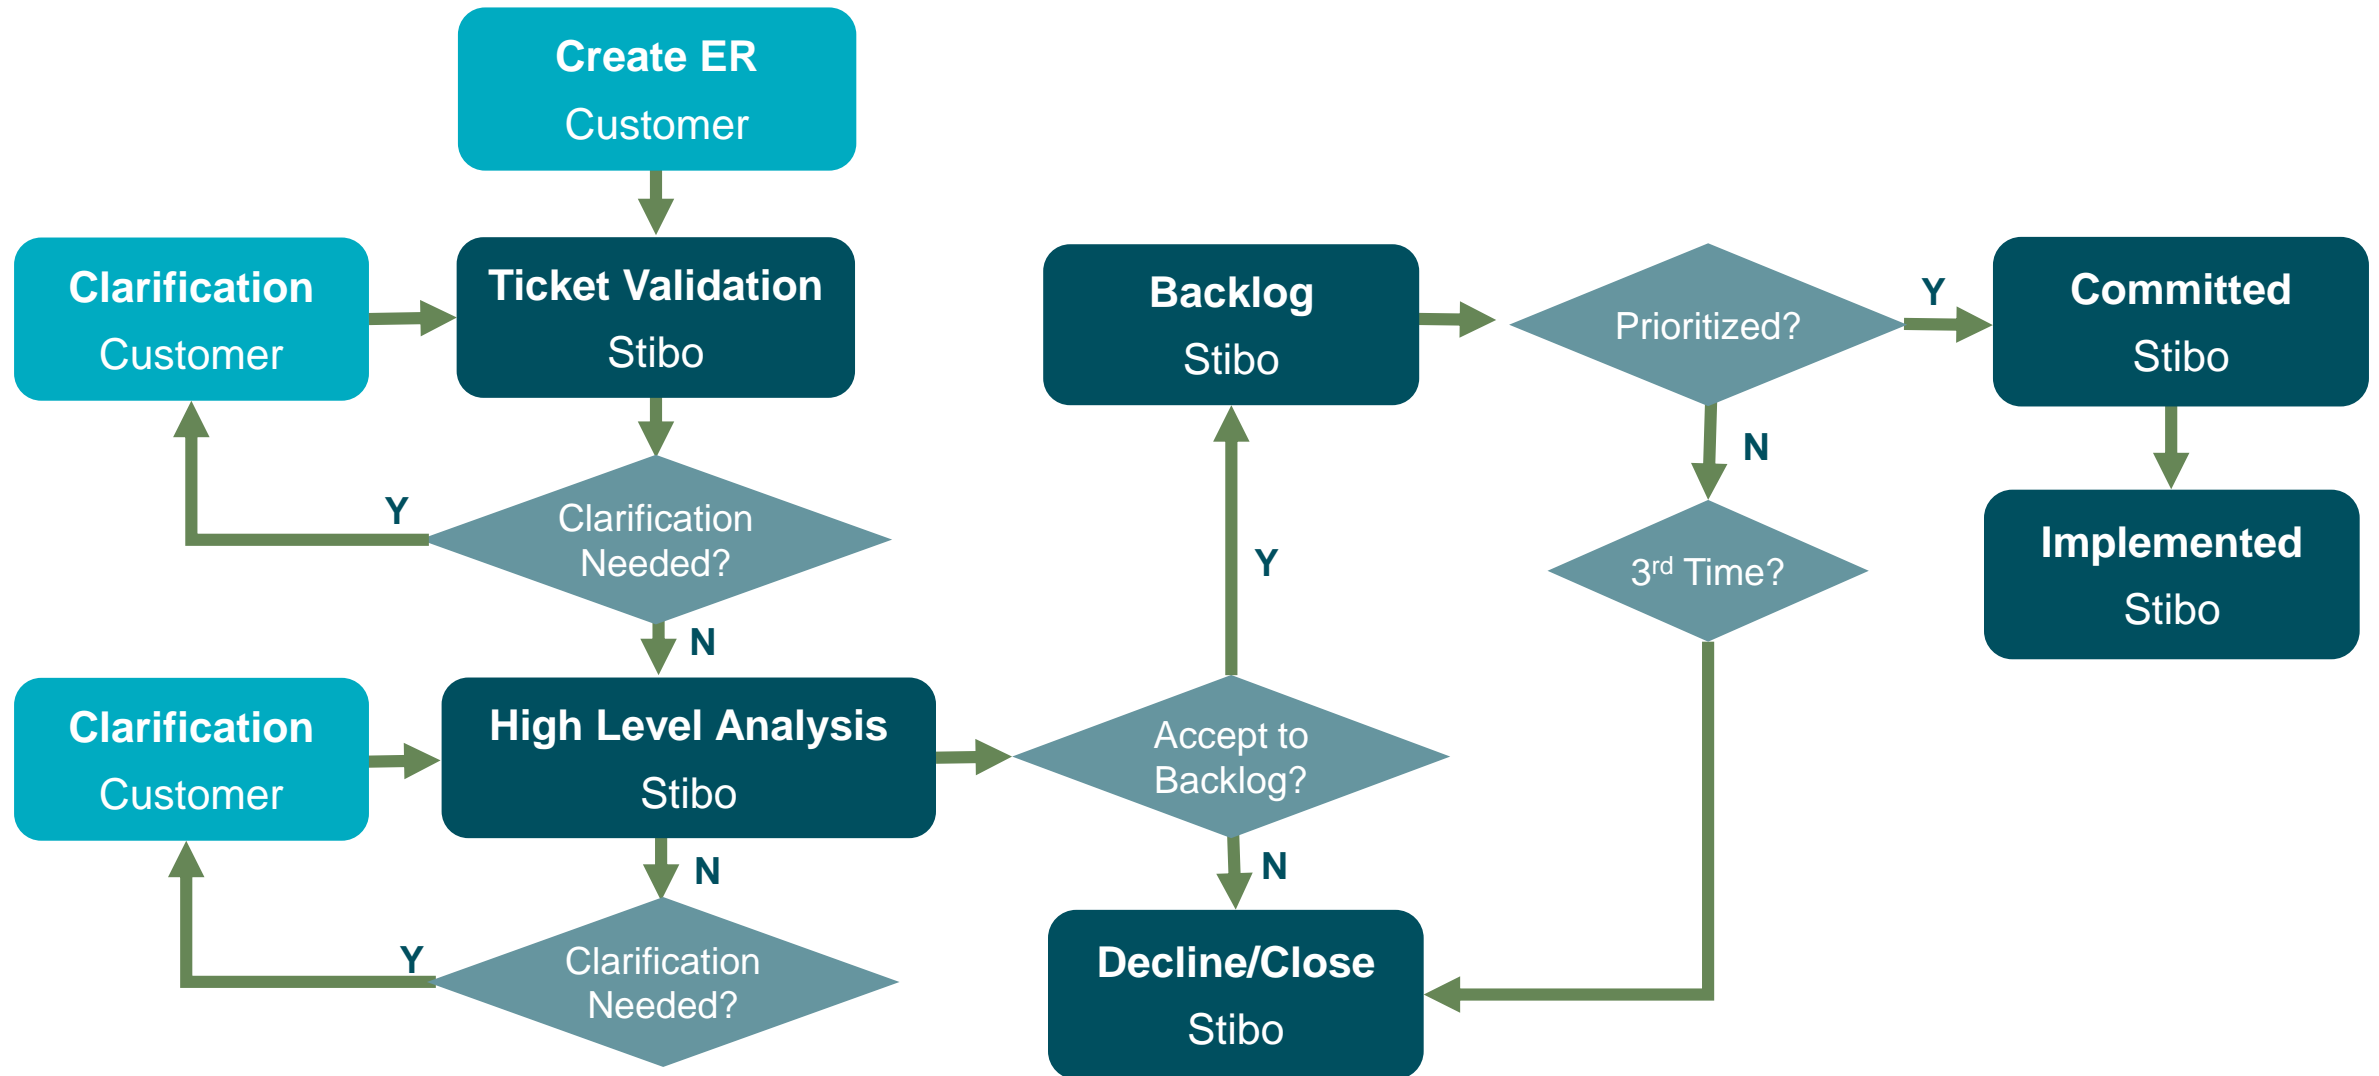 Create ER
Customer
Clarification
Customer
Ticket Validation
Stibo
Backlog
Stibo
Prioritized?
Y
Committed
Stibo
Y
Clarification
Needed?
N
N
3rd Time?
Y
Implemented
Stibo
Clarification
Customer
High Level Analysis
Stibo
Accept to
Backlog?
N
N
Y
Clarification
Needed?
Decline/Close
Stibo